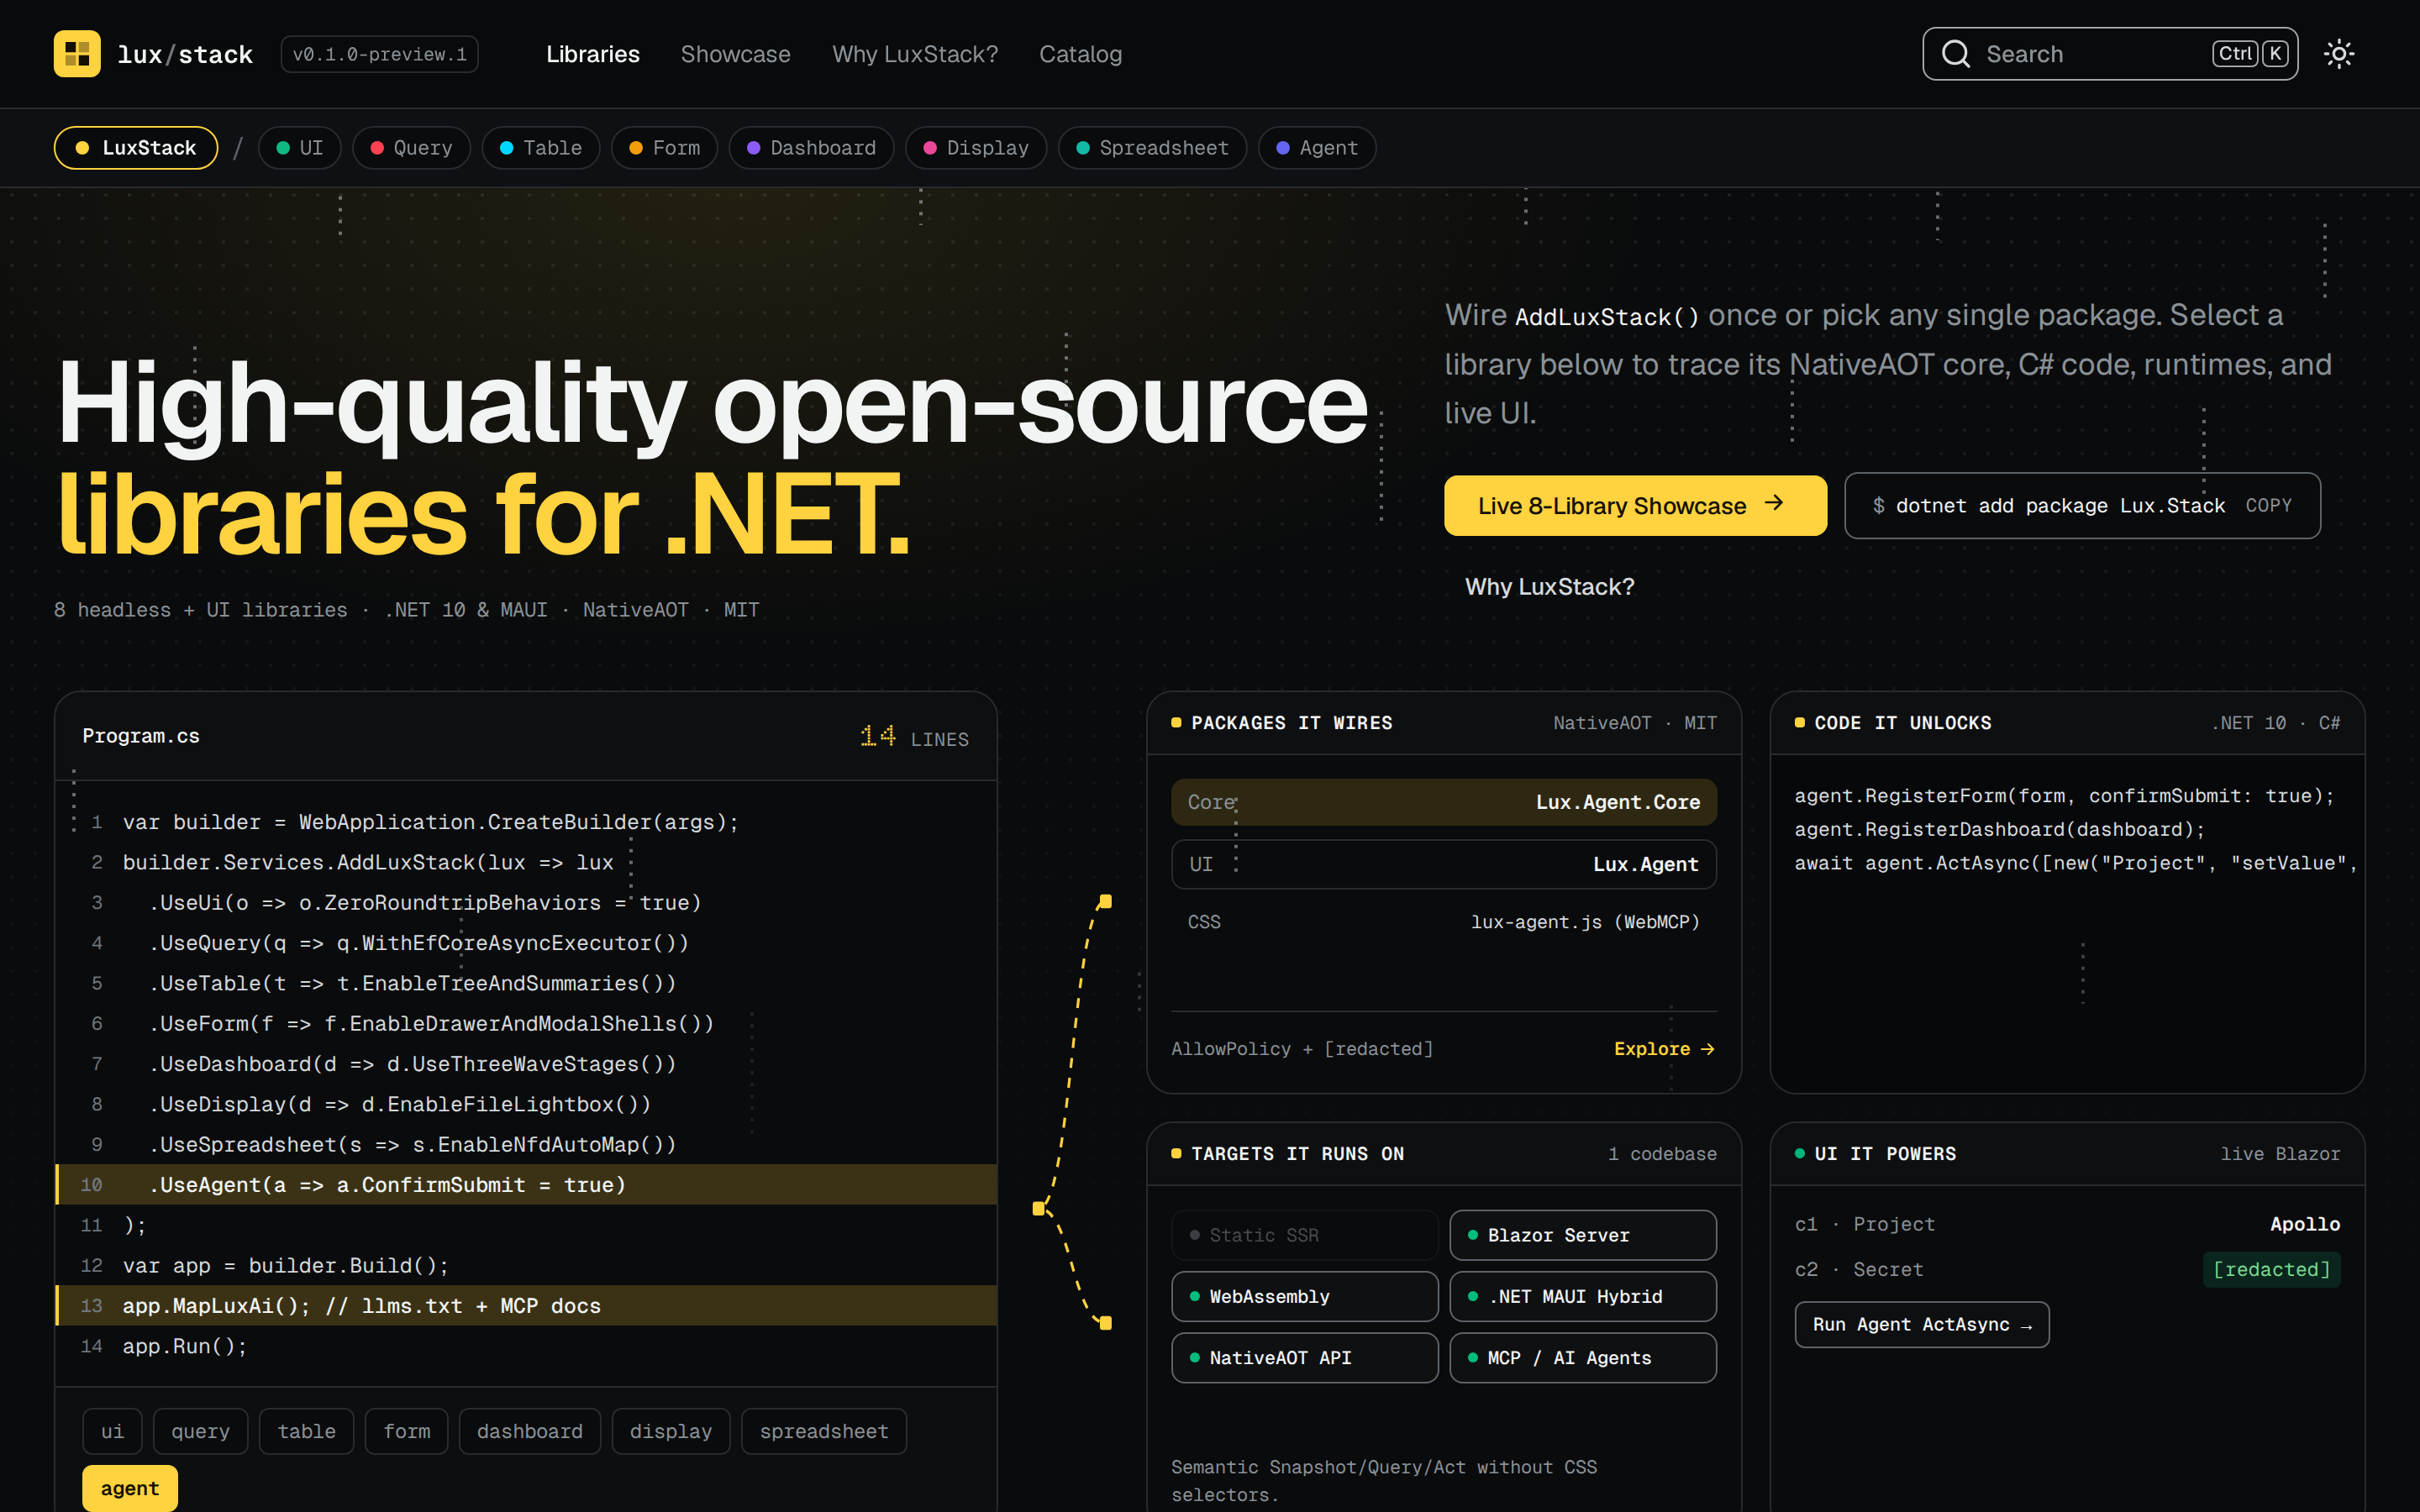 lux/stack
v0.1.0-preview.1
Libraries
Showcase
Why LuxStack?
Catalog
Search
Ctrl K
LuxStack / UI Query Table Form Dashboard Display Spreadsheet Agent
High-quality open-source
libraries for .NET.
8 headless + UI libraries · .NET 10 & MAUI · NativeAOT · MIT
Wire AddLuxStack() once or pick any single package. Select a
library below to trace its NativeAOT core, C# code, runtimes, and
live UI.
Live 8-Library Showcase →
$ dotnet add package Lux.Stack COPY
Why LuxStack?
Program.cs
14 LINES
1 var builder = WebApplication.CreateBuilder(args);
2 builder.Services.AddLuxStack(lux => lux
3 .UseUi(o => o.ZeroRoundtripBehaviors = true)
4 .UseQuery(q => q.WithEfCoreAsyncExecutor())
5 .UseTable(t => t.EnableTreeAndSummaries())
6 .UseForm(f => f.EnableDrawerAndModalShells())
7 .UseDashboard(d => d.UseThreeWaveStages())
8 .UseDisplay(d => d.EnableFileLightbox())
9 .UseSpreadsheet(s => s.EnableNfdAutoMap())
10 .UseAgent(a => a.ConfirmSubmit = true)
11 );
12 var app = builder.Build();
13 app.MapLuxAi(); // llms.txt + MCP docs
14 app.Run();
ui query table form dashboard display spreadsheet
agent
PACKAGES IT WIRES
NativeAOT · MIT
Core Lux.Agent.Core
UI Lux.Agent
CSS lux-agent.js (WebMCP)
AllowPolicy + [redacted]
Explore →
CODE IT UNLOCKS
.NET 10 · C#
agent.RegisterForm(form, confirmSubmit: true);
agent.RegisterDashboard(dashboard);
await agent.ActAsync([new("Project", "setValue",
TARGETS IT RUNS ON
1 codebase
Static SSR
Blazor Server
WebAssembly
.NET MAUI Hybrid
NativeAOT API
MCP / AI Agents
Semantic Snapshot/Query/Act without CSS
selectors.
UI IT POWERS
live Blazor
c1 · Project Apollo
c2 · Secret [redacted]
Run Agent ActAsync →